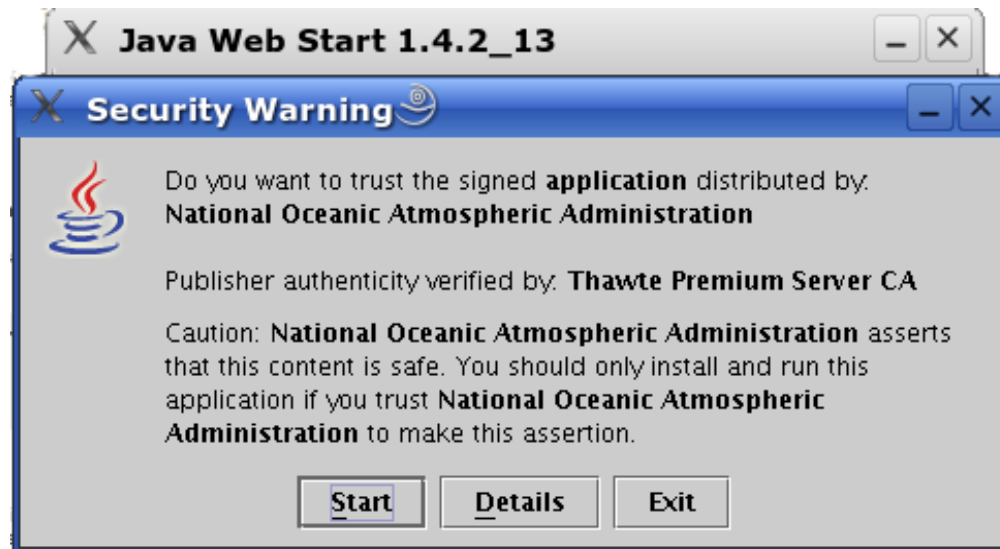 Java Web Start 1.4.2_13
Security Warning
Do you want to trust the signed application distributed by:
National Oceanic Atmospheric Administration
Publisher authenticity verified by: Thawte Premium Server CA
Caution: National Oceanic Atmospheric Administration asserts
that this content is safe. You should only install and run this
application if you trust National Oceanic Atmospheric
Administration to make this assertion.
Start Details Exit